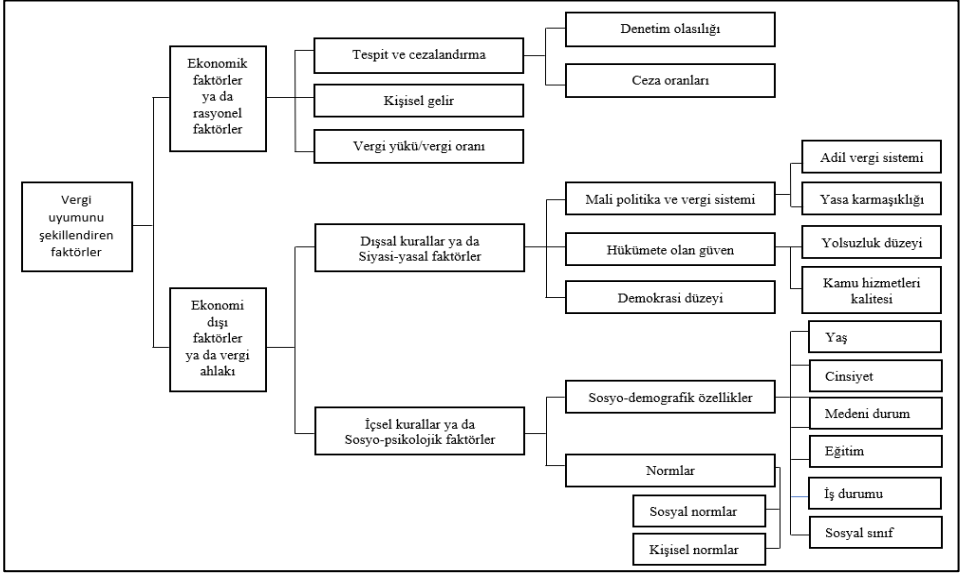 Vergi
uyumunu
şekillendiren
faktörler
Ekonomik
faktörler
ya da
rasyonel
faktörler
Tespit ve cezalandırma
Denetim olasılığı
Ceza oranları
Kişisel gelir
Vergi yükü/vergi oranı
Ekonomi
dışı
faktörler
ya da vergi
ahlakı
Dışsal kurallar ya da
Siyasi-yasal faktörler
Mali politika ve vergi sistemi
Adil vergi sistemi
Yasa karmaşıklığı
Hükümete olan güven
Yolsuzluk düzeyi
Kamu hizmetleri
kalitesi
Demokrasi düzeyi
İçsel kurallar ya da
Sosyo-psikolojik faktörler
Sosyo-demografik özellikler
Yaş
Cinsiyet
Medeni durum
Eğitim
İş durumu
Sosyal sınıf
Normlar
Sosyal normlar
Kişisel normlar